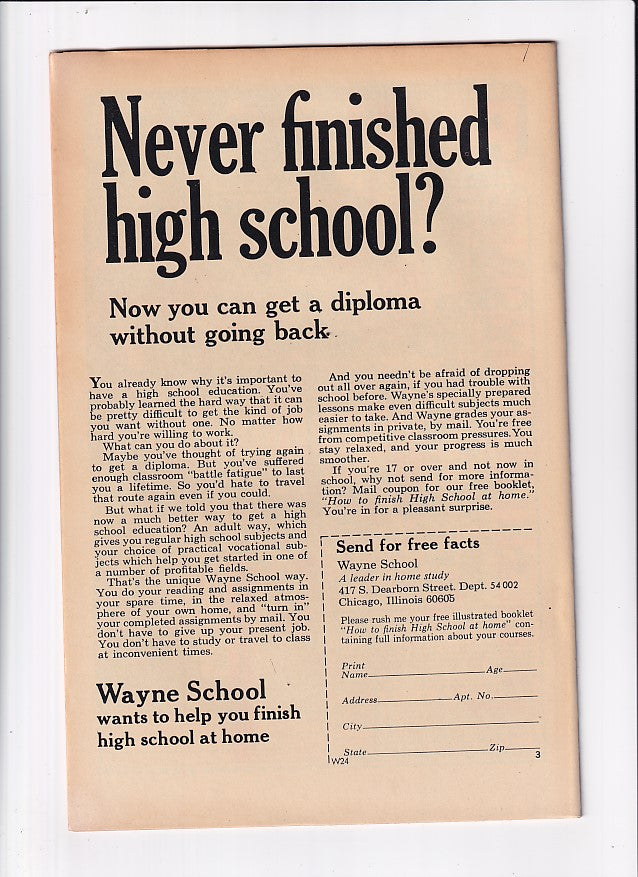 Never finished
high school?
Now you can get a diploma
without going back.
You already know why it's important to
have a high school education. You've
probably learned the hard way that it can
be pretty difficult to get the kind of job
you want without one. No matter how
hard you're willing to work.
What can you do about it?
Maybe you've thought of trying again
to get a diploma. But you've suffered
enough classroom "battle fatigue" to last
you a lifetime. So you'd hate to travel
that route again even if you could.
But what if we told you that there was
now a much better way to get a high
school education? An adult way, which
gives you regular high school subjects and
your choice of practical vocational sub-
jects which help you get started in one of
a number of profitable fields.
That's the unique Wayne School way.
You do your reading and assignments in
your spare time, in the relaxed atmos-
phere of your own home, and "turn in"
your completed assignments by mail. You
don't have to give up your present job.
You don't have to study or travel to class
at inconvenient times.
Wayne School
wants to help you finish
high school at home
And you needn't be afraid of dropping
out all over again, if you had trouble with
school before. Wayne's specially prepared
lessons make even difficult subjects much
easier to take. And Wayne grades your as-
signments in private, by mail. You're free
from competitive classroom pressures. You
stay relaxed, and your progress is much
smoother.
If you're 17 or over and not now in
school, why not send for more informa-
tion? Mail coupon for our free booklet,
"How to finish High School at home."
You're in for a pleasant surprise.
Send for free facts
Wayne School
A leader in home study
417 S. Dearborn Street. Dept. 54 002
Chicago, Illinois 60605
Please rush me your free illustrated booklet
"How to finish High School at home" con-
taining full information about your courses.
Print
Name Age
Address Apt. No.
City
State Zip
W24 3